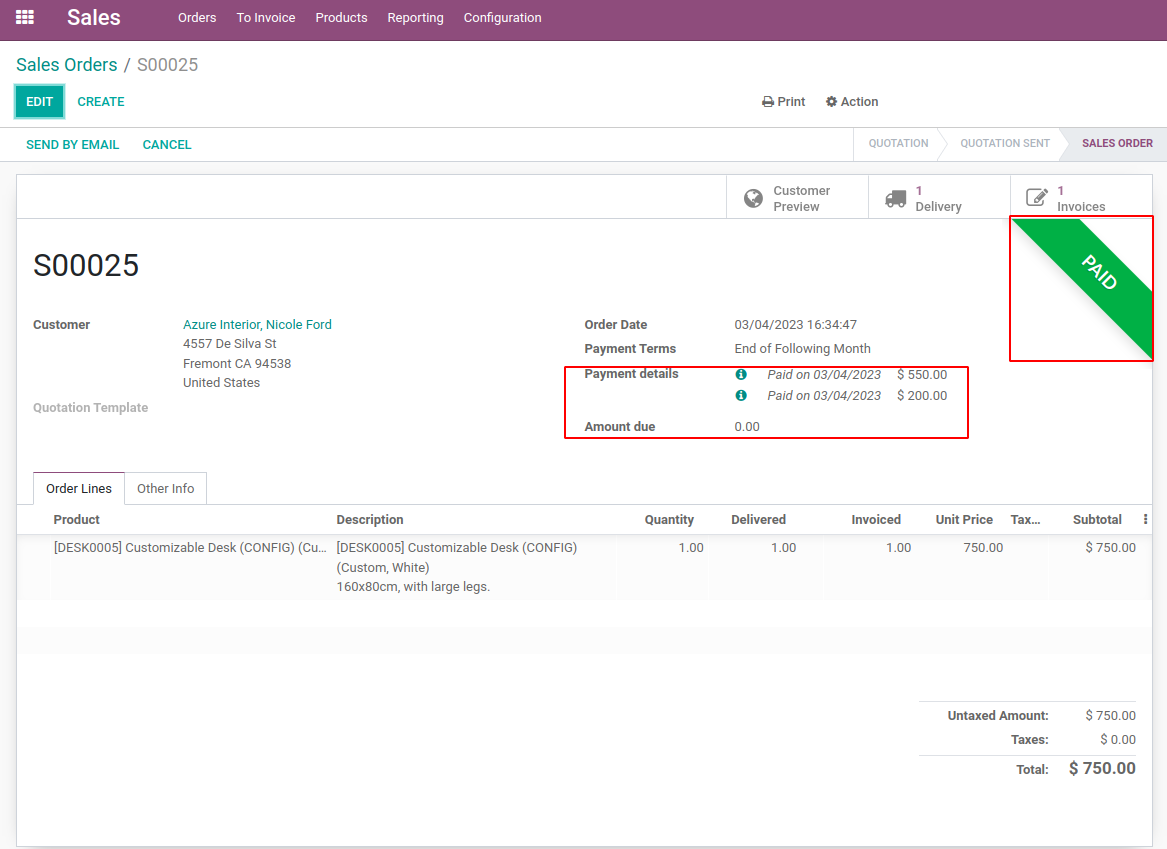 Sales Orders To Invoice Products Reporting Configuration
Sales Orders / S00025
EDIT CREATE Print Action
SEND BY EMAIL CANCEL QUOTATION QUOTATION SENT SALES ORDER
Customer Preview
1 Delivery
1 Invoices
PAID
S00025
Customer Azure Interior, Nicole Ford
4557 De Silva St
Fremont CA 94538
United States
Quotation Template
Order Date 03/04/2023 16:34:47
Payment Terms End of Following Month
Payment details Paid on 03/04/2023 $ 550.00
Paid on 03/04/2023 $ 200.00
Amount due 0.00
Order Lines Other Info
Product Description Quantity Delivered Invoiced Unit Price Tax... Subtotal
[DESK0005] Customizable Desk (CONFIG) (Cu... [DESK0005] Customizable Desk (CONFIG) 1.00 1.00 1.00 750.00 $ 750.00
(Custom, White)
160x80cm, with large legs.
Untaxed Amount: $ 750.00
Taxes: $ 0.00
Total: $ 750.00